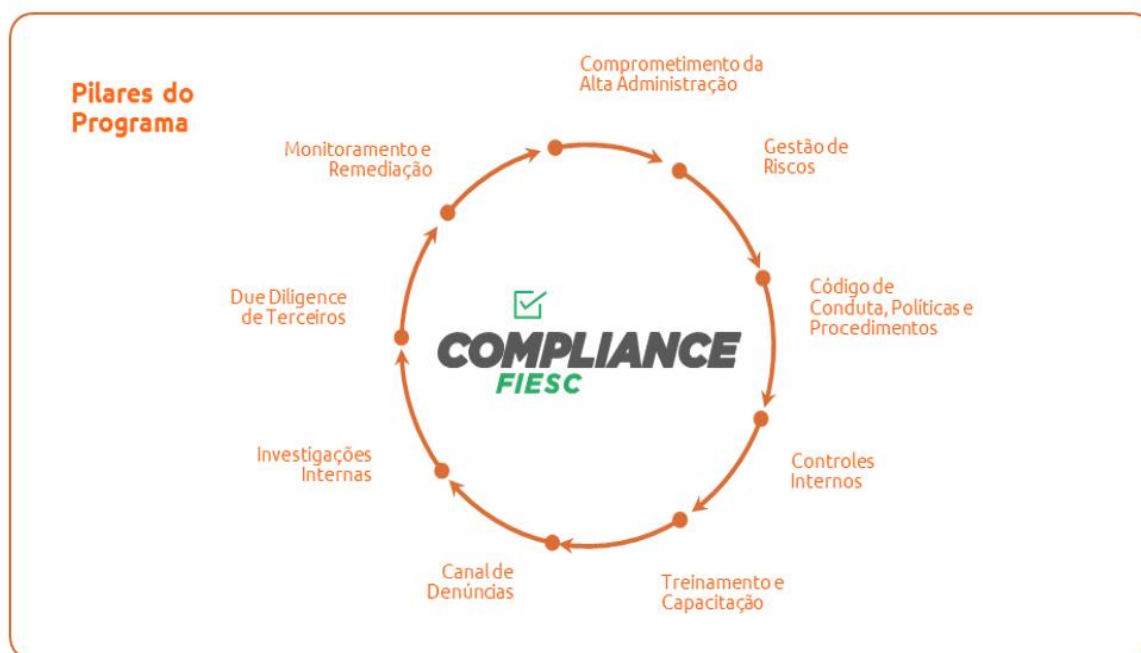 Pilares do
Programa
Comprometimento da
Alta Administração
Gestão de
Riscos
Código de
Conduta, Políticas e
Procedimentos
Controles
Internos
Treinamento e
Capacitação
Canal de
Denúncias
Investigações
Internas
Due Diligence
de Terceiros
Monitoramento e
Remediação
COMPLIANCE
FIESC